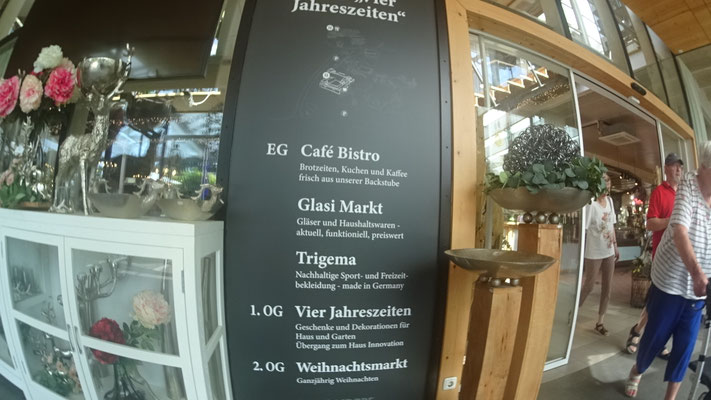 „Vier
Jahreszeiten“
EG Café Bistro
Brotzeiten, Kuchen und Kaffee
frisch aus unserer Backstube
Glasi Markt
Gläser und Haushaltswaren -
aktuell, funktionell, preiswert
Trigema
Nachhaltige Sport- und Freizeit-
bekleidung - made in Germany
1. OG Vier Jahreszeiten
Geschenke und Dekorationen für
Haus und Garten
Übergang zum Haus Innovation
2. OG Weihnachtsmarkt
Ganzjährig Weihnachten